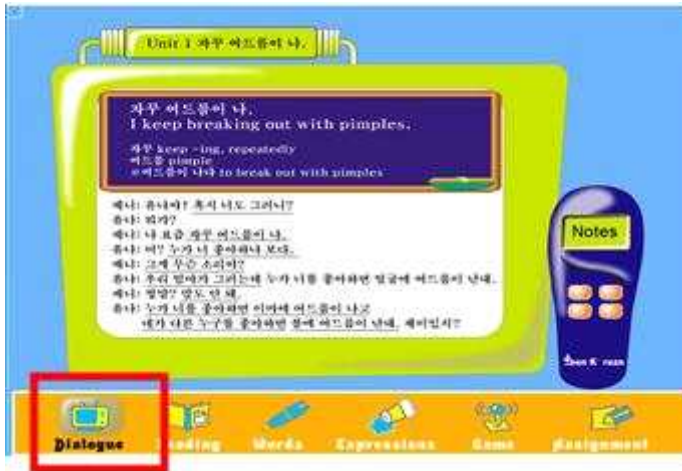 Unit 1 자꾸 여드름이 나.
자꾸 여드름이 나.
I keep breaking out with pimples.
자꾸 keep -ing, repeatedly
여드름 pimple
※여드름이 나다 to break out with pimples
제니: 유나야! 혹시 너도 그러니?
유나: 뭐가?
제니: 나 요즘 자꾸 여드름이 나.
유나: 어? 누가 너 좋아하나 보다.
제니: 그게 무슨 소리야?
유나: 우리 엄마가 그러는데 누가 너를 좋아하면 얼굴에 여드름이 난대.
제니: 정말? 말도 안 돼.
유나: 누가 너를 좋아하면 이마에 여드름이 나고
네가 다른 누구를 좋아하면 볼에 여드름이 난대. 재미있지?
Notes
Dialogue
Reading
Words
Expressions
Game
Assignment